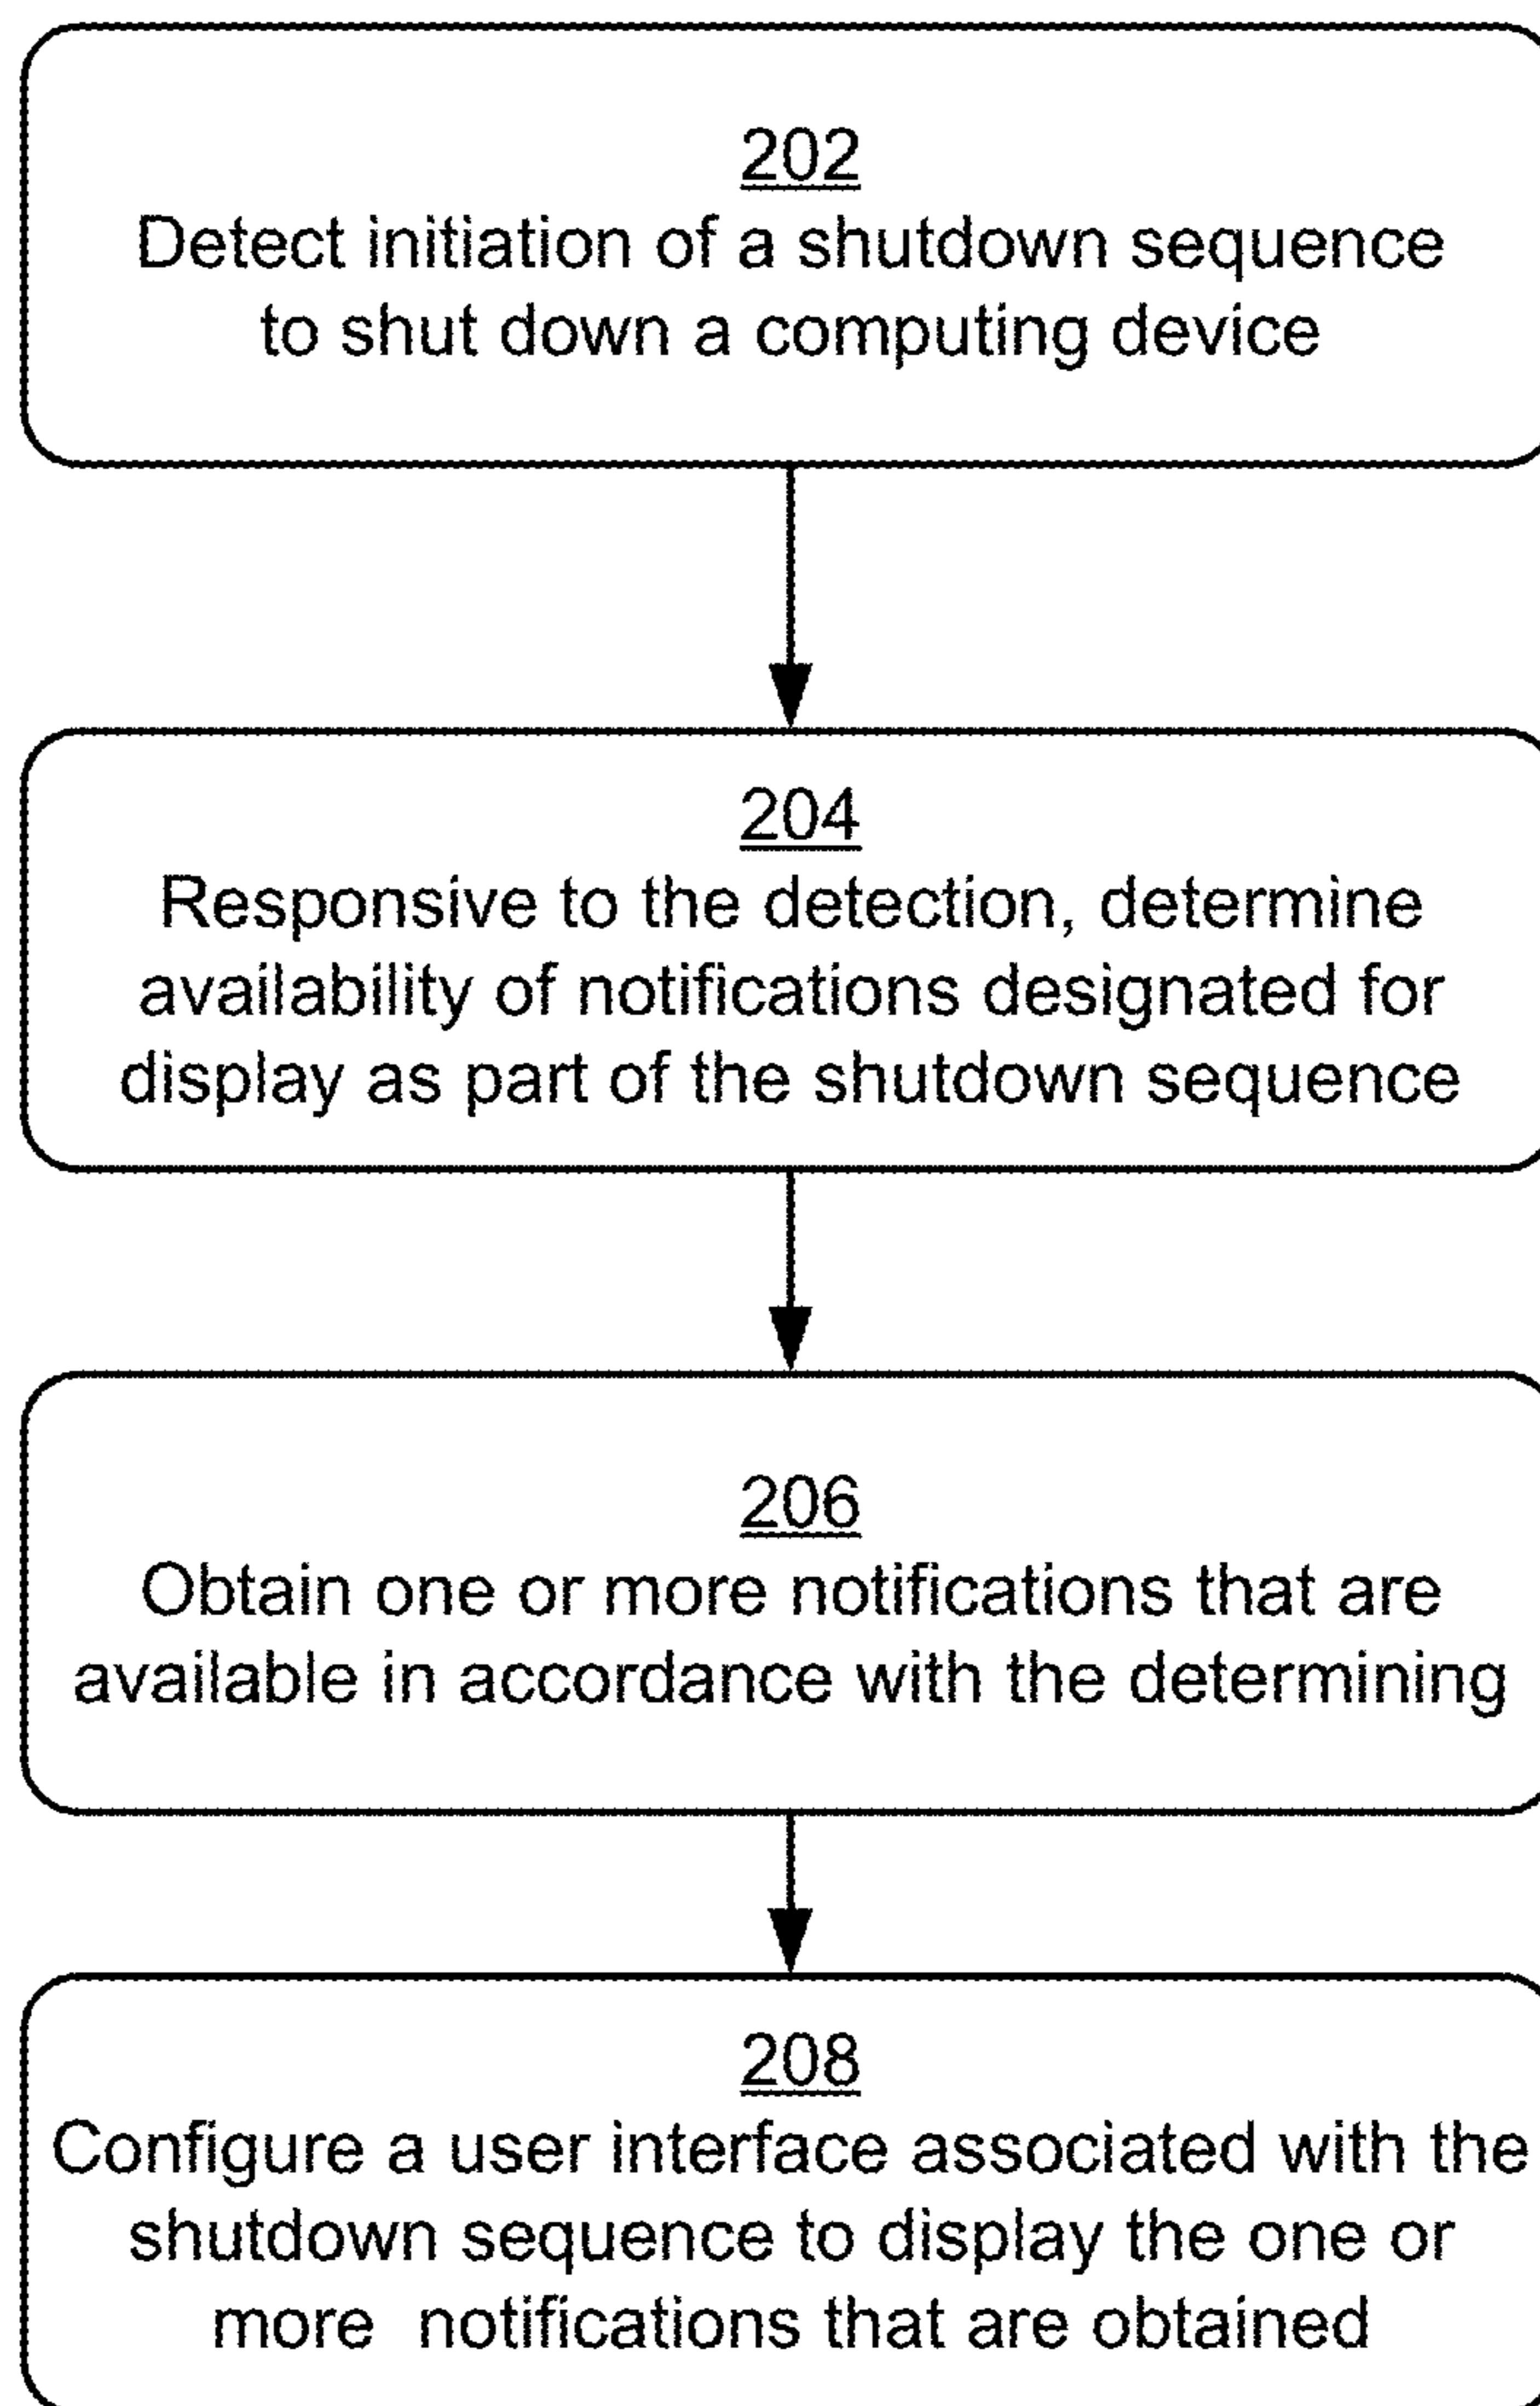 202
Detect initiation of a shutdown sequence
to shut down a computing device
204
Responsive to the detection, determine
availability of notifications designated for
display as part of the shutdown sequence
206
Obtain one or more notifications that are
available in accordance with the determining
208
Configure a user interface associated with the
shutdown sequence to display the one or
more notifications that are obtained